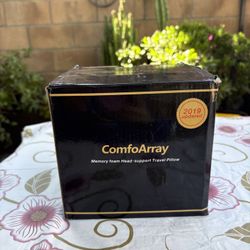 2019
updated
ComfoArray
Memory foam Head-support Travel Pillow